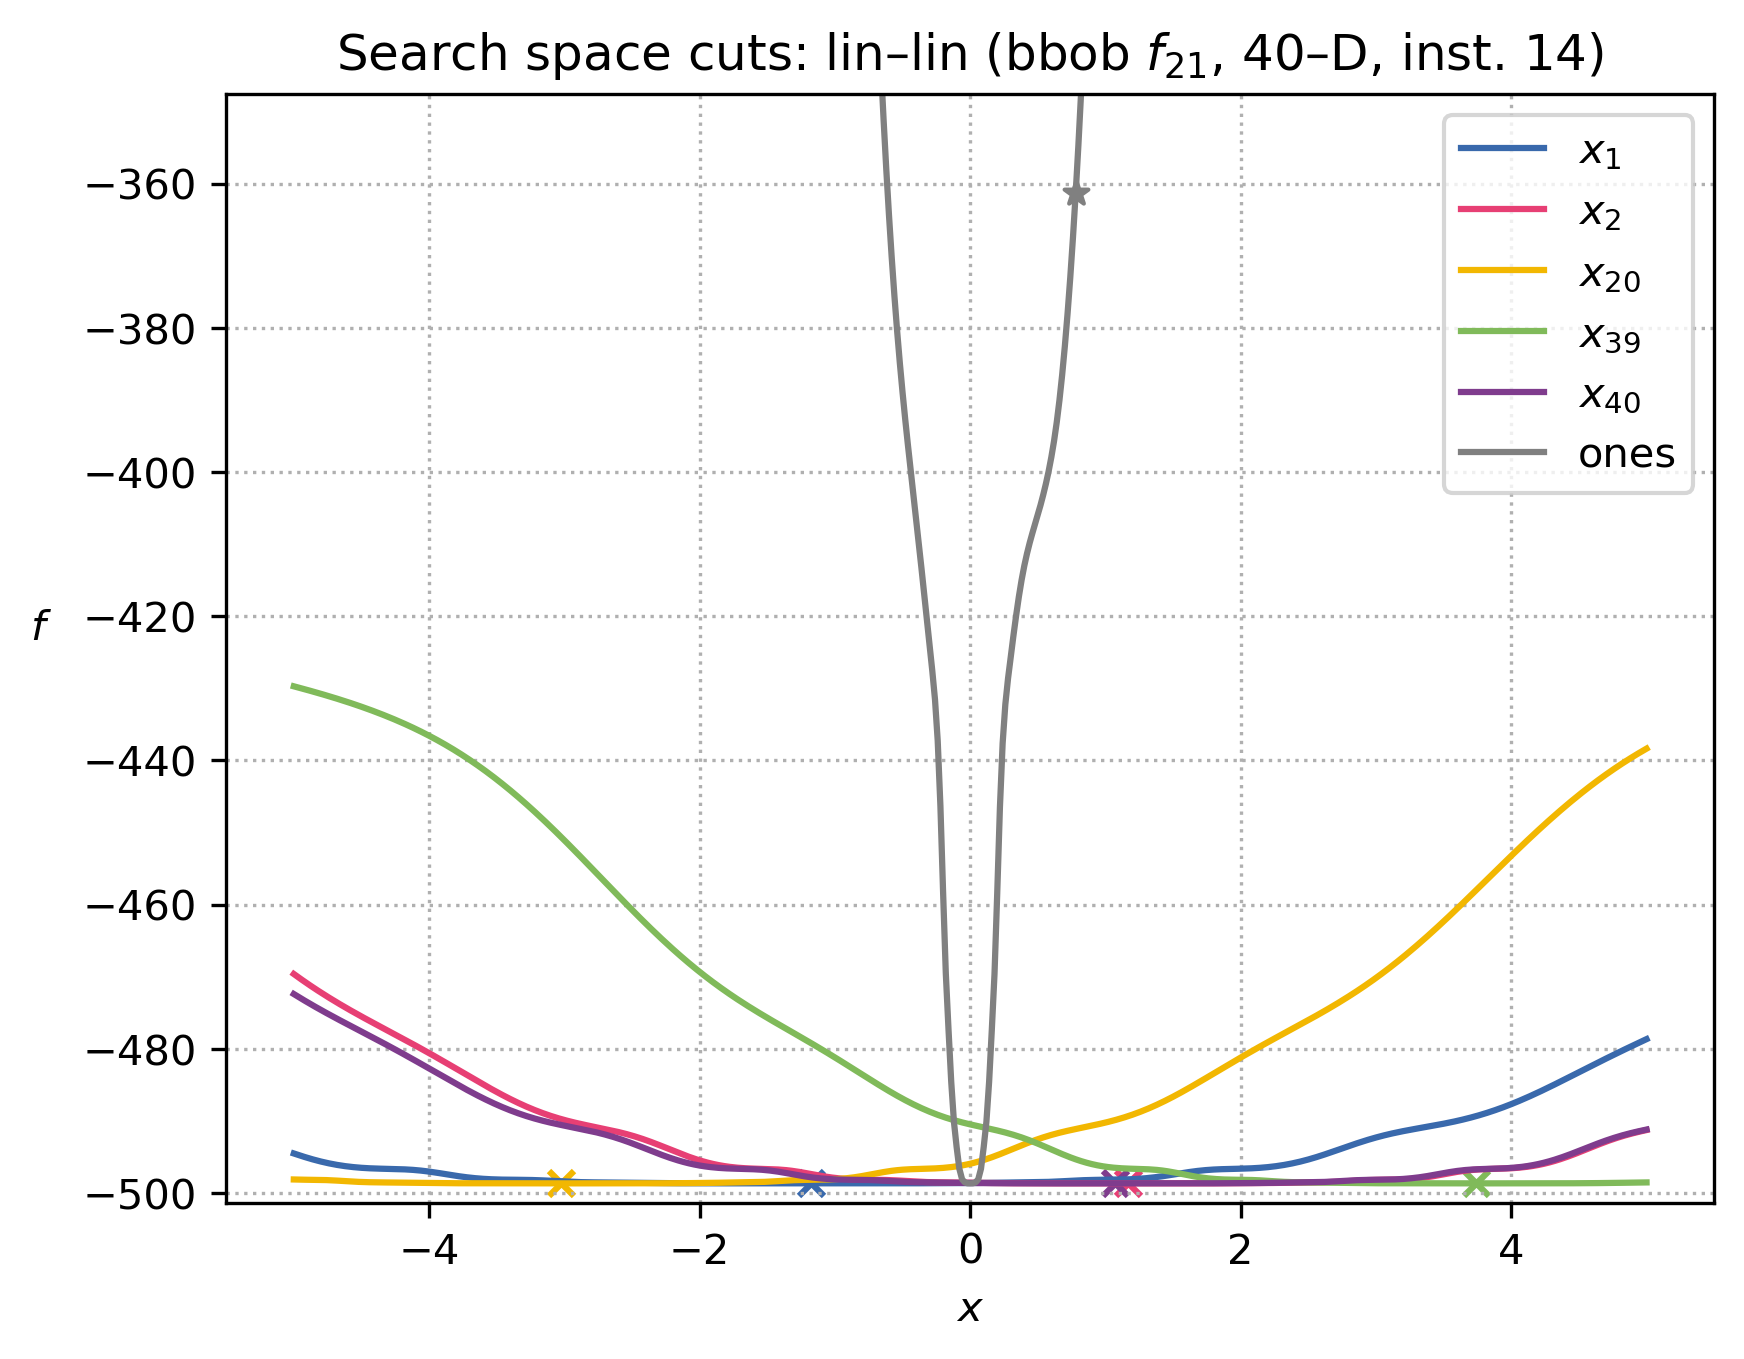 Search space cuts: lin–lin (bbob f₂₁, 40–D, inst. 14)
x₁
x₂
x₂₀
x₃₉
x₄₀
ones
f
−360
−380
−400
−420
−440
−460
−480
−500
−4 −2 0 2 4
x